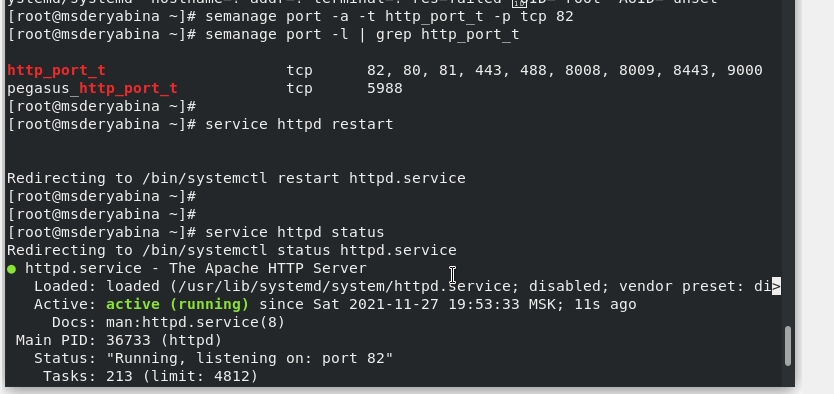 [root@msderyabina ~]# semanage port -a -t http_port_t -p tcp 82
[root@msderyabina ~]# semanage port -l | grep http_port_t
http_port_t                    tcp      82, 80, 81, 443, 488, 8008, 8009, 8443, 9000
pegasus_http_port_t            tcp      5988
[root@msderyabina ~]#
[root@msderyabina ~]# service httpd restart
Redirecting to /bin/systemctl restart httpd.service
[root@msderyabina ~]#
[root@msderyabina ~]#
[root@msderyabina ~]# service httpd status
Redirecting to /bin/systemctl status httpd.service
● httpd.service - The Apache HTTP Server
   Loaded: loaded (/usr/lib/systemd/system/httpd.service; disabled; vendor preset: di>
   Active: active (running) since Sat 2021-11-27 19:53:33 MSK; 11s ago
     Docs: man:httpd.service(8)
 Main PID: 36733 (httpd)
   Status: "Running, listening on: port 82"
    Tasks: 213 (limit: 4812)